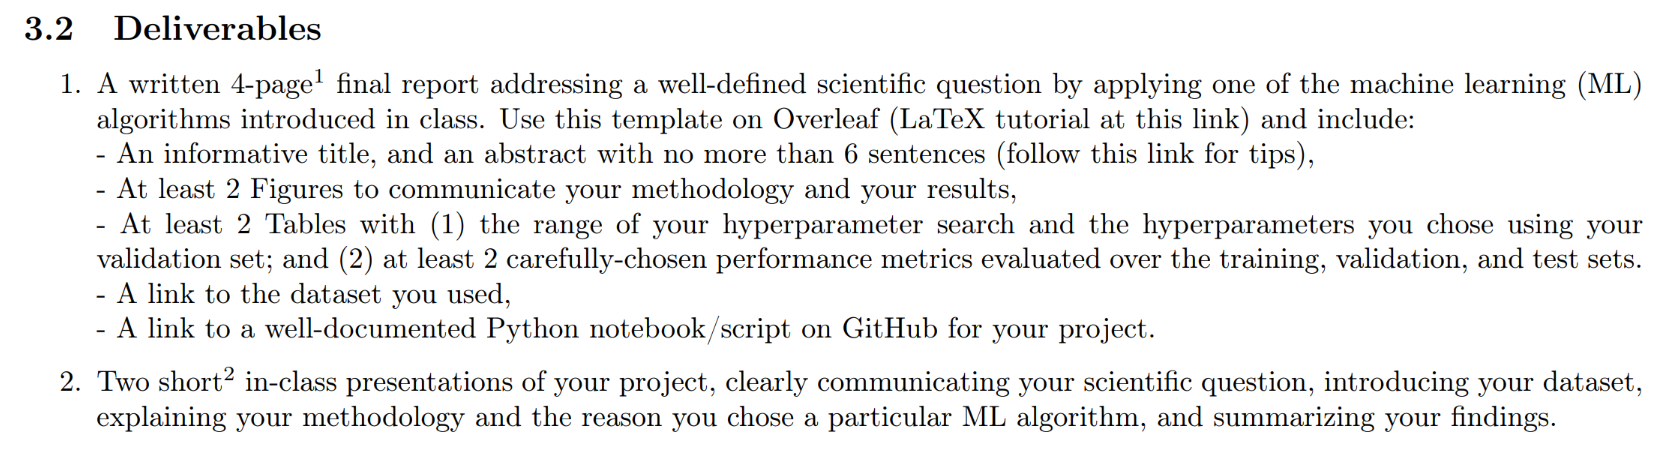 3.2 Deliverables
1. A written 4-page¹ final report addressing a well-defined scientific question by applying one of the machine learning (ML)
algorithms introduced in class. Use this template on Overleaf (LaTeX tutorial at this link) and include:
- An informative title, and an abstract with no more than 6 sentences (follow this link for tips),
- At least 2 Figures to communicate your methodology and your results,
- At least 2 Tables with (1) the range of your hyperparameter search and the hyperparameters you chose using your
validation set; and (2) at least 2 carefully-chosen performance metrics evaluated over the training, validation, and test sets.
- A link to the dataset you used,
- A link to a well-documented Python notebook/script on GitHub for your project.
2. Two short² in-class presentations of your project, clearly communicating your scientific question, introducing your dataset,
explaining your methodology and the reason you chose a particular ML algorithm, and summarizing your findings.